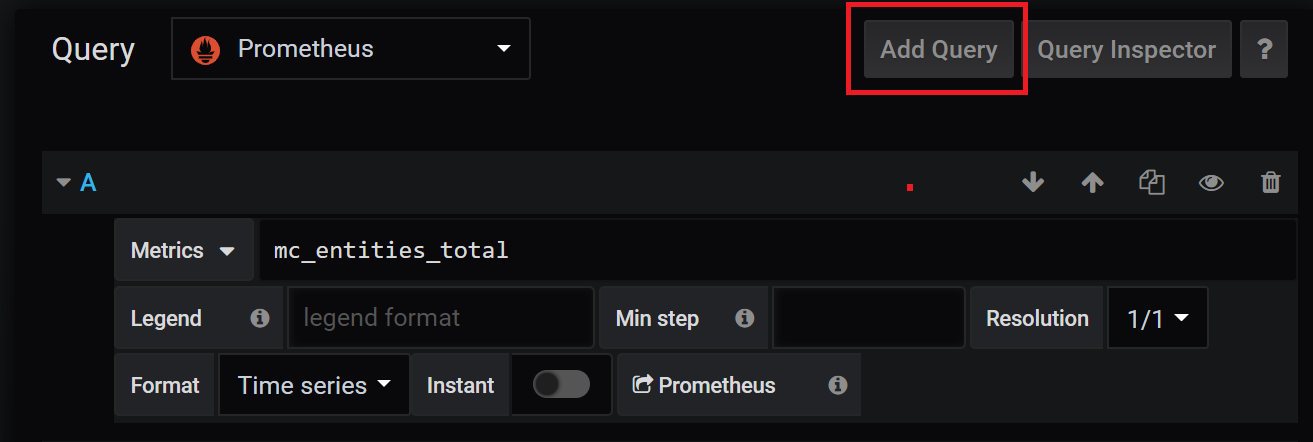 Query Prometheus Add Query Query Inspector ?
A
Metrics mc_entities_total
Legend legend format Min step Resolution 1/1
Format Time series Instant Prometheus